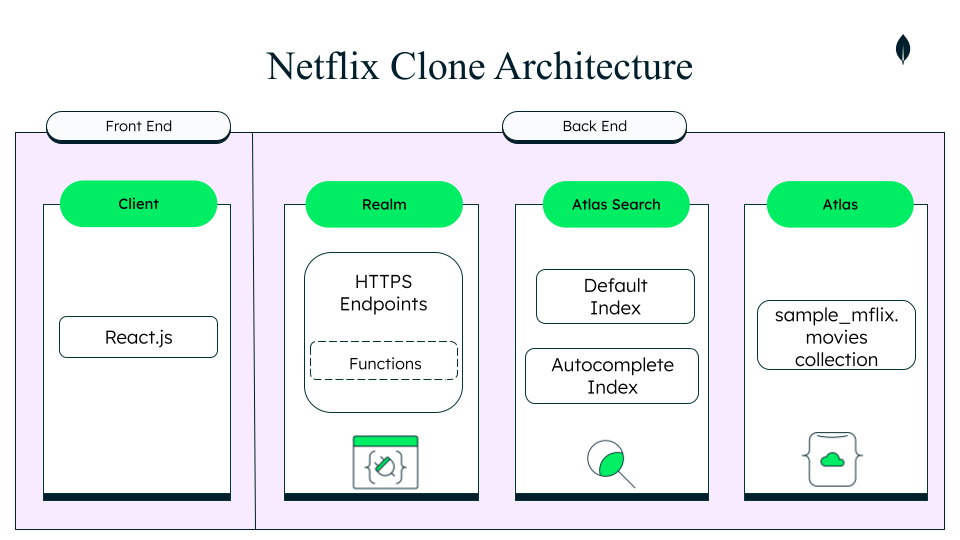 Netflix Clone Architecture
Front End
Back End
Client
Realm
Atlas Search
Atlas
React.js
HTTPS
Endpoints
Functions
Default
Index
Autocomplete
Index
sample_mflix.
movies
collection